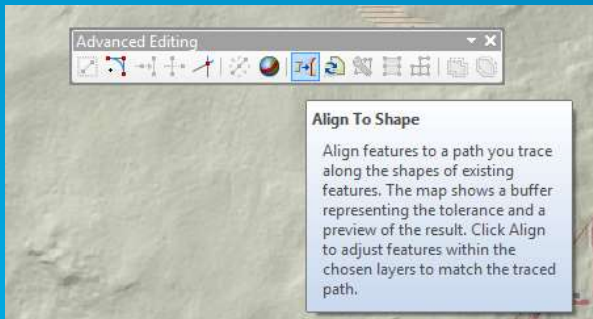 Advanced Editing
Align To Shape
Align features to a path you trace
along the shapes of existing
features. The map shows a buffer
representing the tolerance and a
preview of the result. Click Align
to adjust features within the
chosen layers to match the traced
path.